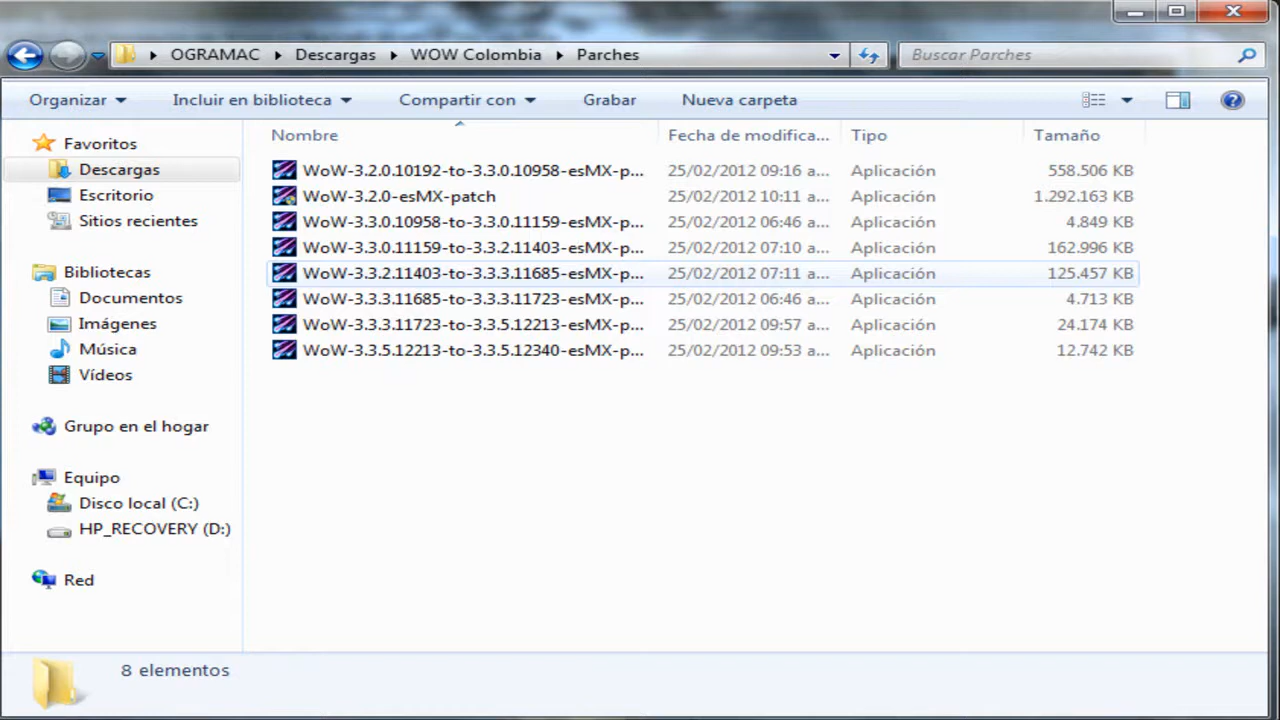 OGRAMAC Descargas WOW Colombia Parches Buscar Parches
Organizar Incluir en biblioteca Compartir con Grabar Nueva carpeta
Favoritos
Descargas
Escritorio
Sitios recientes
Bibliotecas
Documentos
Imágenes
Música
Vídeos
Grupo en el hogar
Equipo
Disco local (C:)
HP_RECOVERY (D:)
Red
Nombre Fecha de modifica... Tipo Tamaño
WoW-3.2.0.10192-to-3.3.0.10958-esMX-p... 25/02/2012 09:16 a... Aplicación 558.506 KB
WoW-3.2.0-esMX-patch 25/02/2012 10:11 a... Aplicación 1.292.163 KB
WoW-3.3.0.10958-to-3.3.0.11159-esMX-p... 25/02/2012 06:46 a... Aplicación 4.849 KB
WoW-3.3.0.11159-to-3.3.2.11403-esMX-p... 25/02/2012 07:10 a... Aplicación 162.996 KB
WoW-3.3.2.11403-to-3.3.3.11685-esMX-p... 25/02/2012 07:11 a... Aplicación 125.457 KB
WoW-3.3.3.11685-to-3.3.3.11723-esMX-p... 25/02/2012 06:46 a... Aplicación 4.713 KB
WoW-3.3.3.11723-to-3.3.5.12213-esMX-p... 25/02/2012 09:57 a... Aplicación 24.174 KB
WoW-3.3.5.12213-to-3.3.5.12340-esMX-p... 25/02/2012 09:53 a... Aplicación 12.742 KB
8 elementos